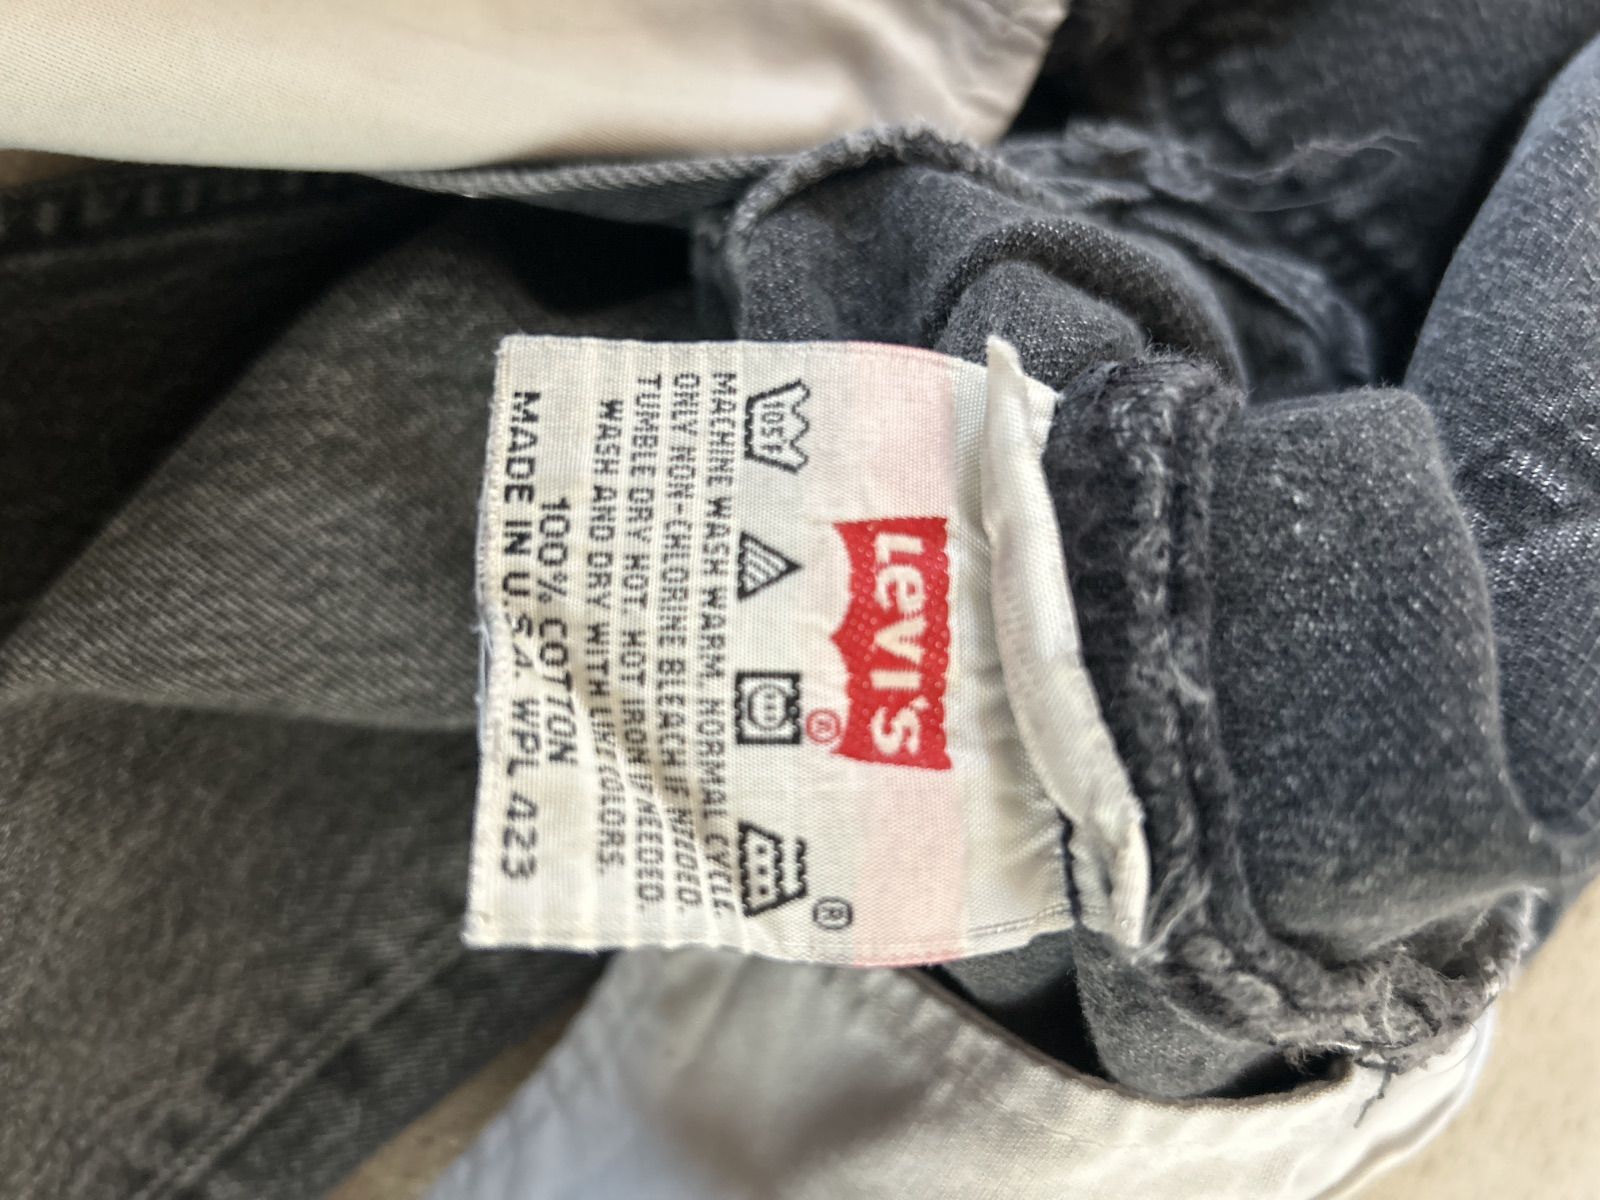 Levi's
®
105F
®
MACHINE WASH WARM. NORMAL CYCLE.
ONLY NON-CHLORINE BLEACH IF NEEDED.
TUMBLE DRY HOT. HOT IRON IF NEEDED.
WASH AND DRY WITH LIKE COLORS.
100% COTTON
MADE IN U.S.A. WPL 423